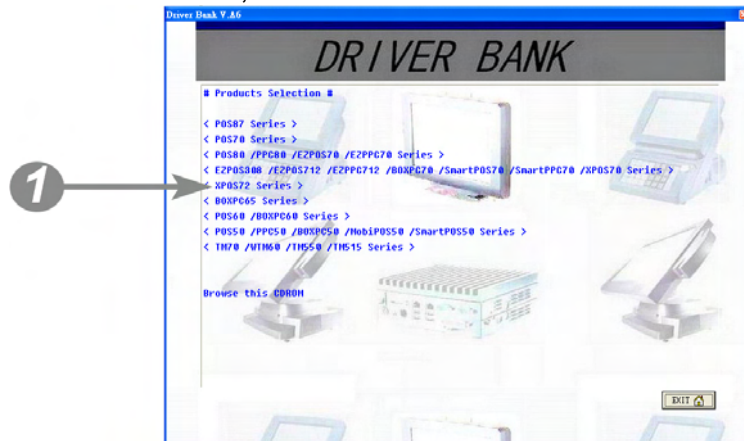 Driver Bank V.A6
DRIVER BANK
# Products Selection #
< POS87 Series >
< POS70 Series >
< POS80 /PPC80 /EZPOS70 /EZPPC70 Series >
< EZPOS308 /EZPOS712 /EZPPC712 /BOXPC70 /SmartPOS70 /SmartPPC70 /XPOS70 Series >
< XPOS72 Series >
< BOXPC65 Series >
< POS60 /BOXPC60 Series >
< POS50 /PPC50 /BOXPC50 /MobiPOS50 /SmartPOS50 Series >
< TM70 /WTM60 /TM550 /TM515 Series >
Browse this CDROM
EXIT
1